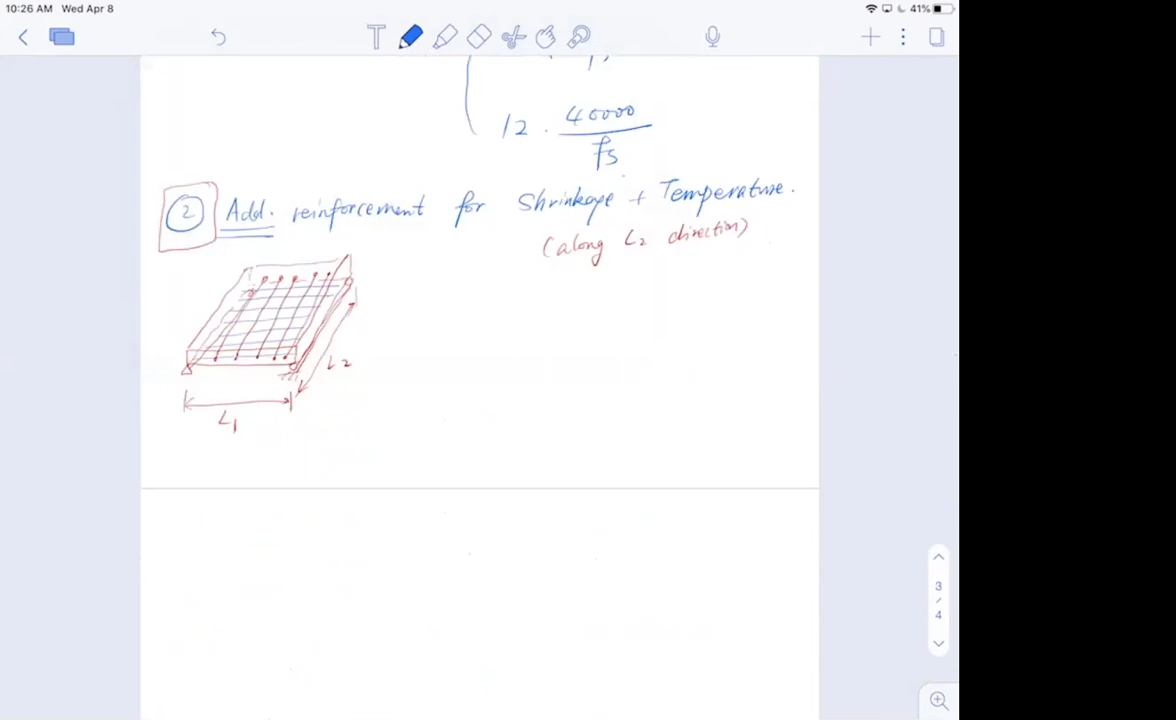 10:26 AM Wed Apr 8
41%
T
12 · 40000
fs
② Add. reinforcement for Shrinkage + Temperature.
(along L2 direction)
L2
L1
3
/
4